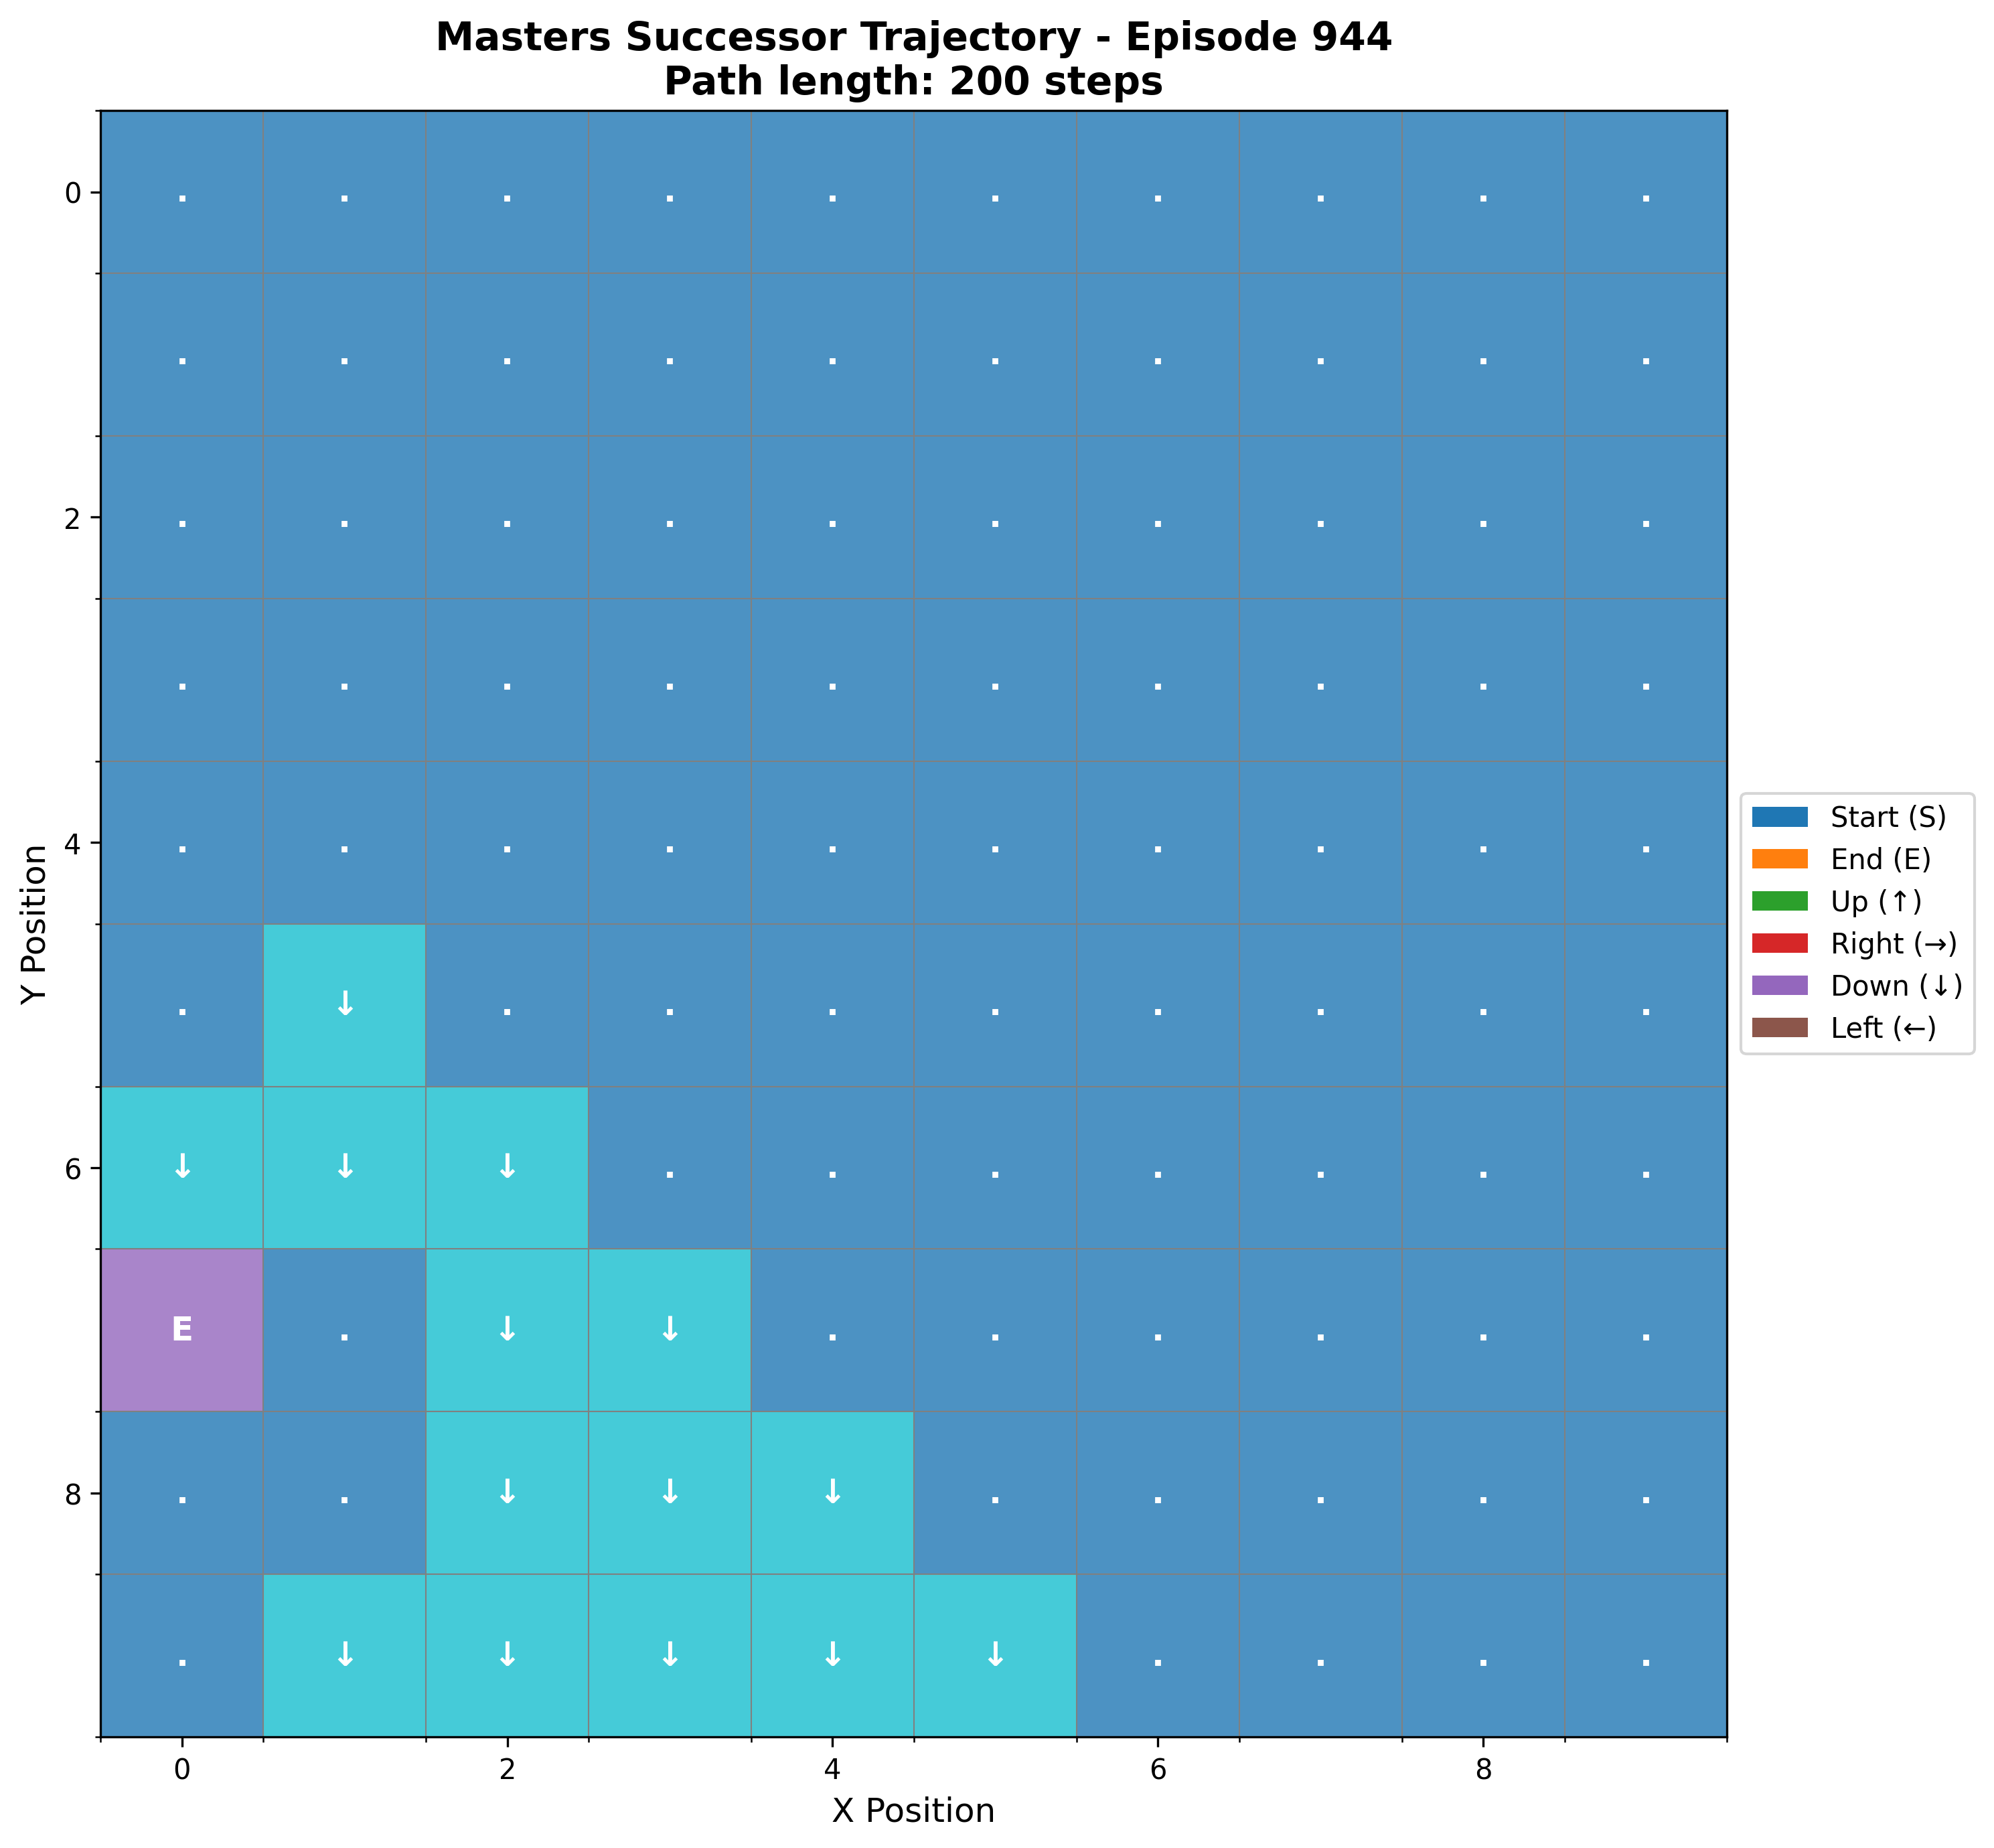 Masters Successor Trajectory - Episode 944
Path length: 200 steps
0
. . . . . . . . . .
. . . . . . . . . .
2
. . . . . . . . . .
. . . . . . . . . .
4
. . . . . . . . . .
. ↓ . . . . . . . .
6
↓ ↓ ↓ . . . . . . .
E . ↓ ↓ . . . . . .
8
. . ↓ ↓ ↓ . . . . .
. ↓ ↓ ↓ ↓ ↓ . . . .
0 2 4 6 8
X Position
Y Position
Start (S)
End (E)
Up (↑)
Right (→)
Down (↓)
Left (←)